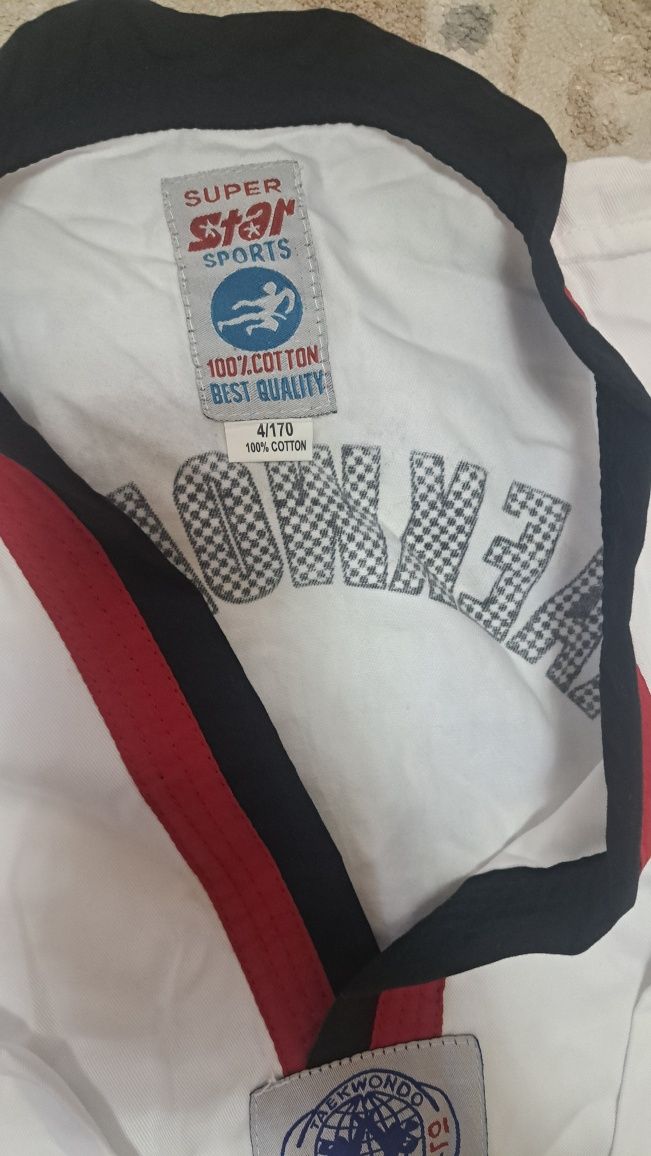 SUPER
Star
SPORTS
100% COTTON
BEST QUALITY
4/170
100% COTTON
TAEKWONDO